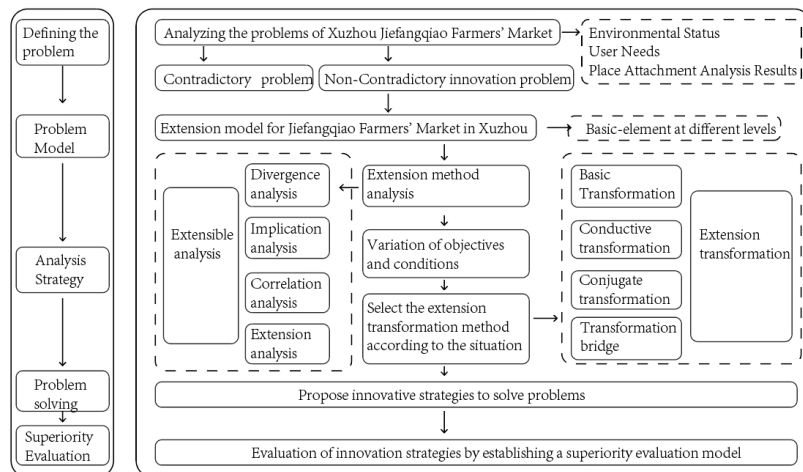 Defining the
problem
Problem
Model
Analysis
Strategy
Problem
solving
Superiority
Evaluation
Analyzing the problems of Xuzhou Jiefangqiao Farmers' Market
Environmental Status
User Needs
Place Attachment Analysis Results
Contradictory problem
Non-Contradictory innovation problem
Extension model for Jiefangqiao Farmers' Market in Xuzhou
Basic-element at different levels
Extensible
analysis
Divergence
analysis
Implication
analysis
Correlation
analysis
Extension
analysis
Extension method
analysis
Variation of objectives
and conditions
Select the extension
transformation method
according to the situation
Basic
Transformation
Conductive
transformation
Conjugate
transformation
Transformation
bridge
Extension
transformation
Propose innovative strategies to solve problems
Evaluation of innovation strategies by establishing a superiority evaluation model